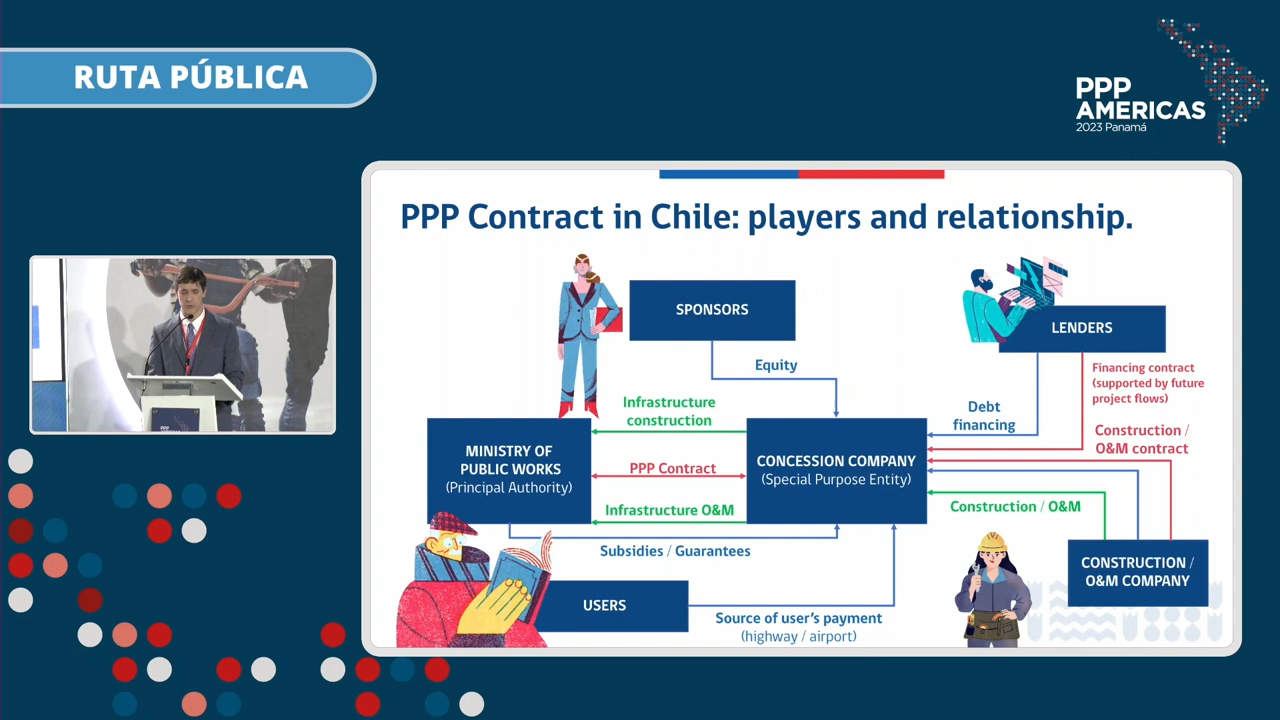 RUTA PÚBLICA
PPP
AMERICAS
2023 Panamá
PPP Contract in Chile: players and relationship.
SPONSORS
LENDERS
Equity
Financing contract
(supported by future
project flows)
Infrastructure
construction
Debt
financing
Construction /
O&M contract
MINISTRY OF
PUBLIC WORKS
(Principal Authority)
PPP Contract
CONCESSION COMPANY
(Special Purpose Entity)
Infrastructure O&M
Construction / O&M
Subsidies / Guarantees
CONSTRUCTION /
O&M COMPANY
USERS
Source of user's payment
(highway / airport)